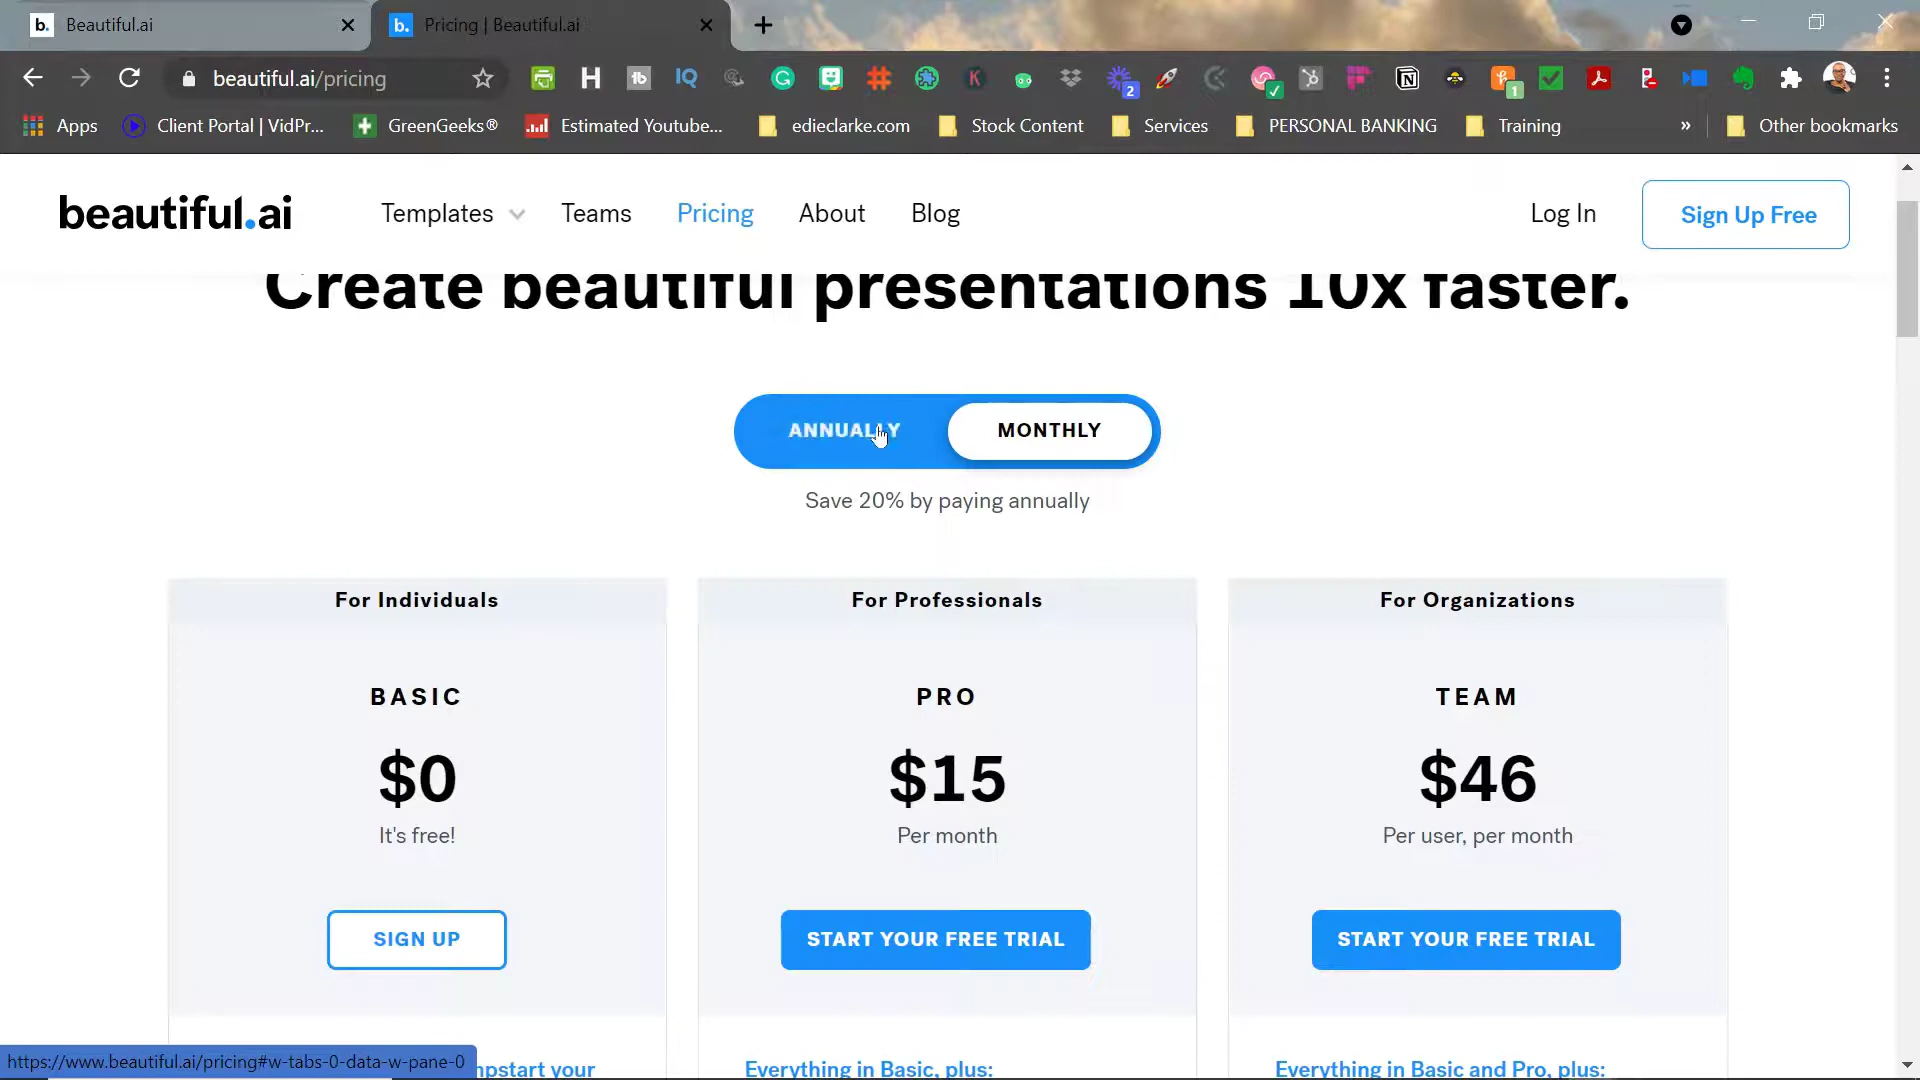 b. Beautiful.ai
b. Pricing | Beautiful.ai
beautiful.ai/pricing
2
1
Apps
Client Portal | VidPr...
GreenGeeks®
Estimated Youtube...
edieclarke.com
Stock Content
Services
PERSONAL BANKING
Training
»
Other bookmarks
beautiful.ai
Templates
Teams
Pricing
About
Blog
Log In
Sign Up Free
Create beautiful presentations 10x faster.
ANNUALLY
MONTHLY
Save 20% by paying annually
For Individuals
BASIC
$0
It's free!
SIGN UP
For Professionals
PRO
$15
Per month
START YOUR FREE TRIAL
For Organizations
TEAM
$46
Per user, per month
START YOUR FREE TRIAL
your
Everything in Basic, plus:
Everything in Basic and Pro, plus:
https://www.beautiful.ai/pricing#w-tabs-0-data-w-pane-0